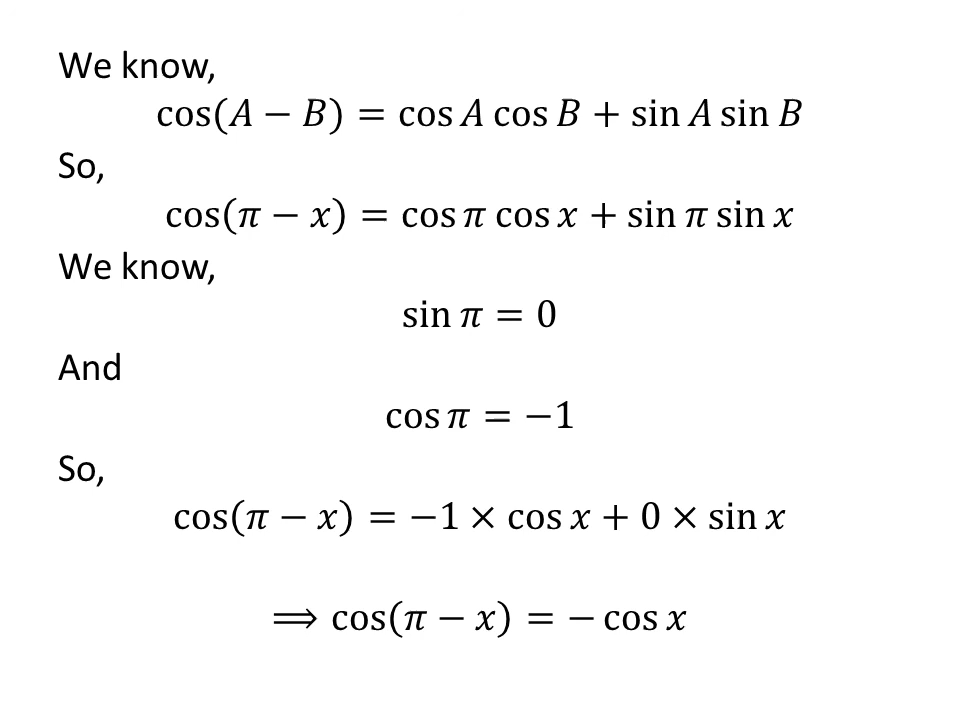 We know,
cos(𝐴 − 𝐵) = cos 𝐴 cos 𝐵 + sin 𝐴 sin 𝐵
So,
cos(𝜋 − 𝑥) = cos 𝜋 cos 𝑥 + sin 𝜋 sin 𝑥
We know,
sin 𝜋 = 0
And
cos 𝜋 = −1
So,
cos(𝜋 − 𝑥) = −1 × cos 𝑥 + 0 × sin 𝑥
⟹ cos(𝜋 − 𝑥) = − cos 𝑥